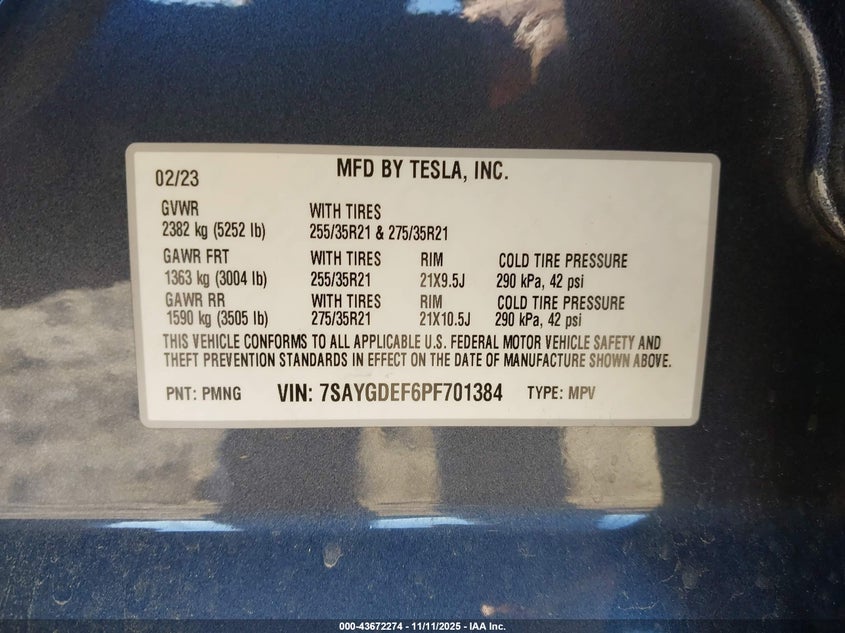 MFD BY TESLA, INC.
02/23
GVWR WITH TIRES
2382 kg (5252 lb) 255/35R21 & 275/35R21
GAWR FRT WITH TIRES RIM COLD TIRE PRESSURE
1363 kg (3004 lb) 255/35R21 21X9.5J 290 kPa, 42 psi
GAWR RR WITH TIRES RIM COLD TIRE PRESSURE
1590 kg (3505 lb) 275/35R21 21X10.5J 290 kPa, 42 psi
THIS VEHICLE CONFORMS TO ALL APPLICABLE U.S. FEDERAL MOTOR VEHICLE SAFETY AND
THEFT PREVENTION STANDARDS IN EFFECT ON THE DATE OF MANUFACTURE SHOWN ABOVE.
PNT: PMNG VIN: 7SAYGDEF6PF701384 TYPE: MPV
000-43672274 - 11/11/2025 - IAA Inc.